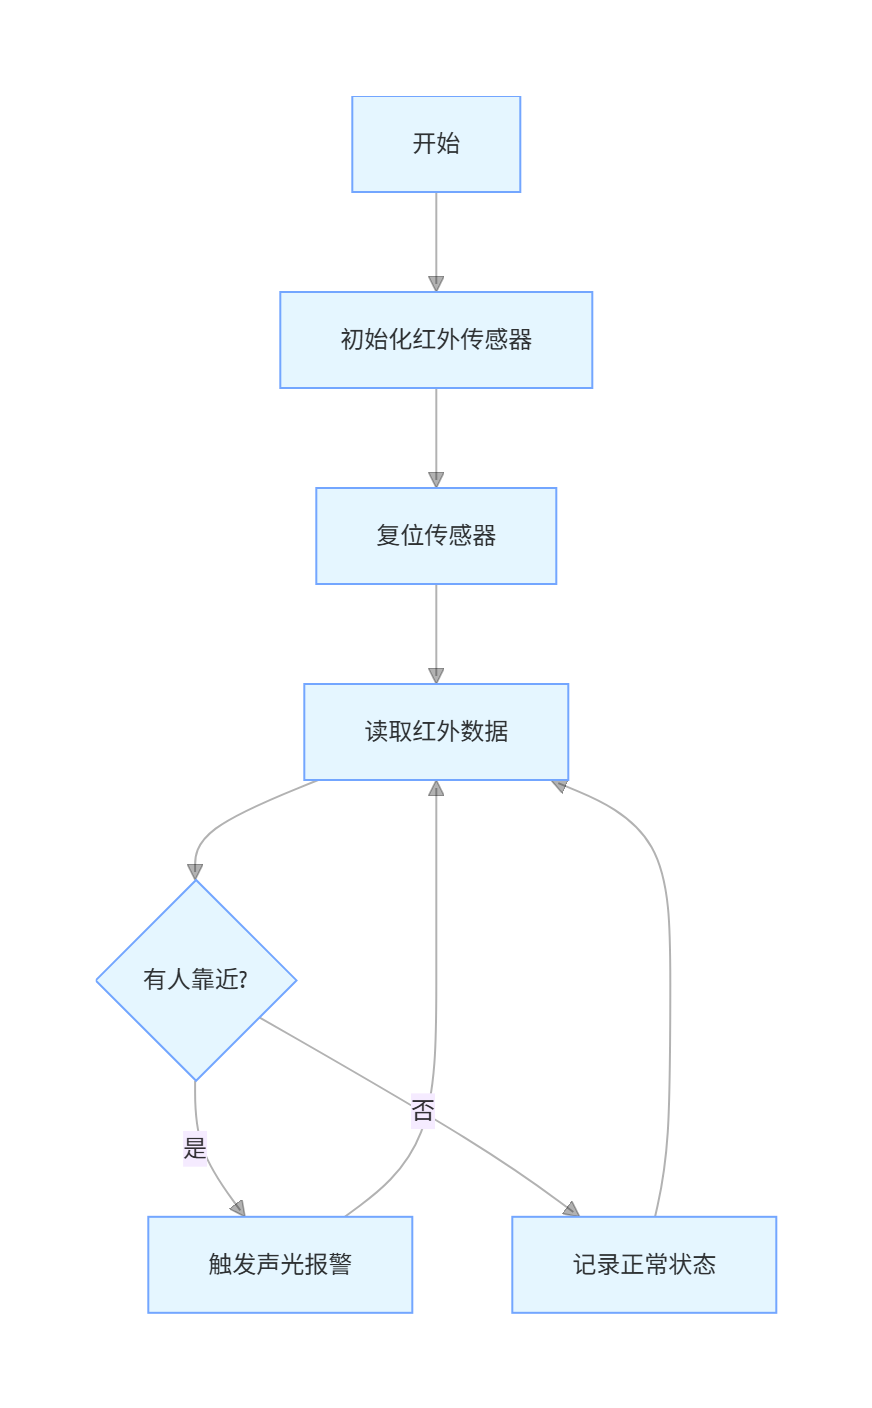 开始
初始化红外传感器
复位传感器
读取红外数据
有人靠近?
否
是
触发声光报警
记录正常状态